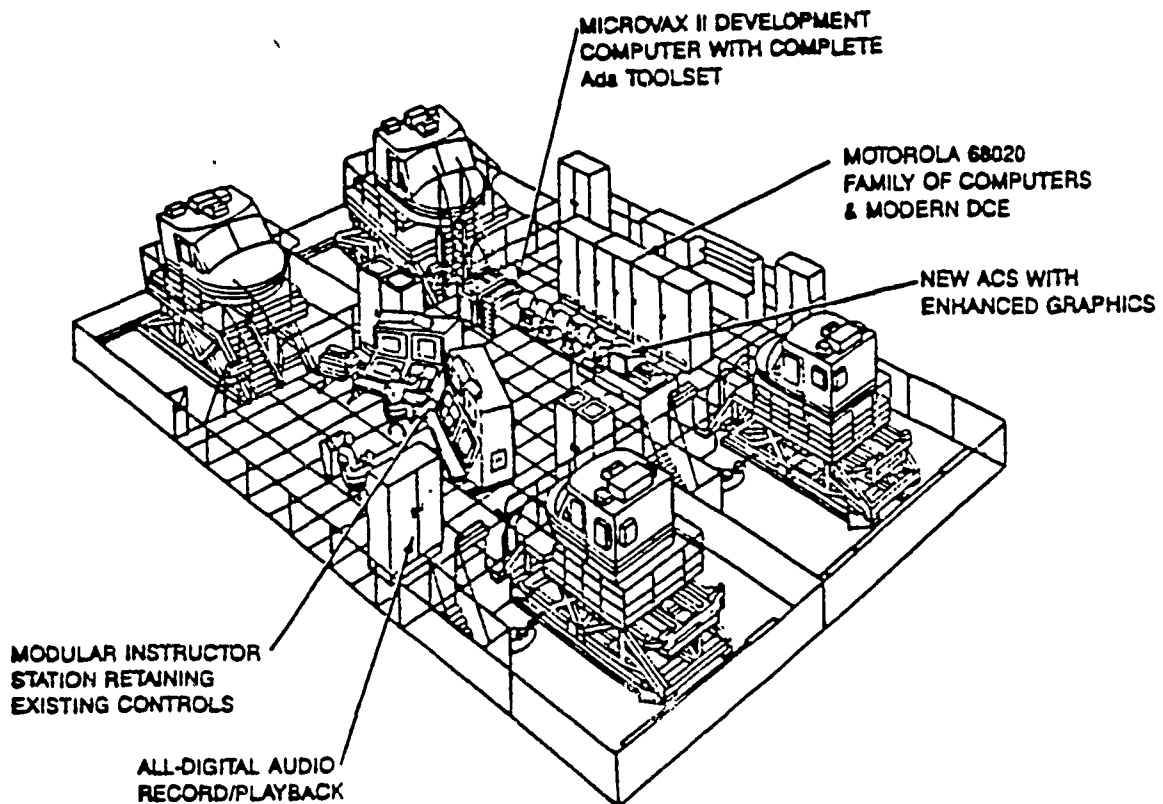 MICROVAX II DEVELOPMENT
COMPUTER WITH COMPLETE
Ada TOOLSET
MOTOROLA 68020
FAMILY OF COMPUTERS
& MODERN DCE
NEW ACS WITH
ENHANCED GRAPHICS
MODULAR INSTRUCTOR
STATION RETAINING
EXISTING CONTROLS
ALL-DIGITAL AUDIO
RECORD/PLAYBACK